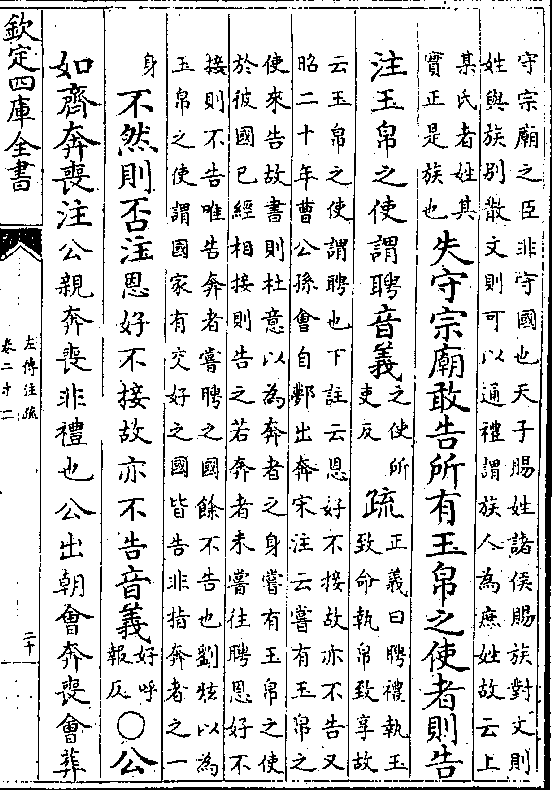 守宗廟之臣非守國也天子賜姓諸侯賜族對文則
姓與族别散文則可以通禮謂族人為庶姓故云上
某氏者姓其
實正是族也
失守宗廟敢告所有玉帛之使者則告
注玉帛之使謂聘音義
之使所
吏反
疏
正義曰聘禮執玉
致命執帛致享故
云玉帛之使謂聘也下註云恩好不接故亦不告又
昭二十年曹公孫會自鄸出奔宋注云嘗有玉帛之
使來告故書則杜意以為奔者之身嘗有玉帛之使
於彼國已經相接則告之若奔者未嘗往聘恩好不
接則不告唯告奔者嘗聘之國餘不告也劉炫以為
玉帛之使謂國家有交好之國皆告非指奔者之一
身
不然則否注恩好不接故亦不告音義
好呼
報反
〇公
如齊奔喪注公親奔喪非禮也公出朝會奔喪會葬
欽定四庫全書
左傳注疏
卷二十二
二十